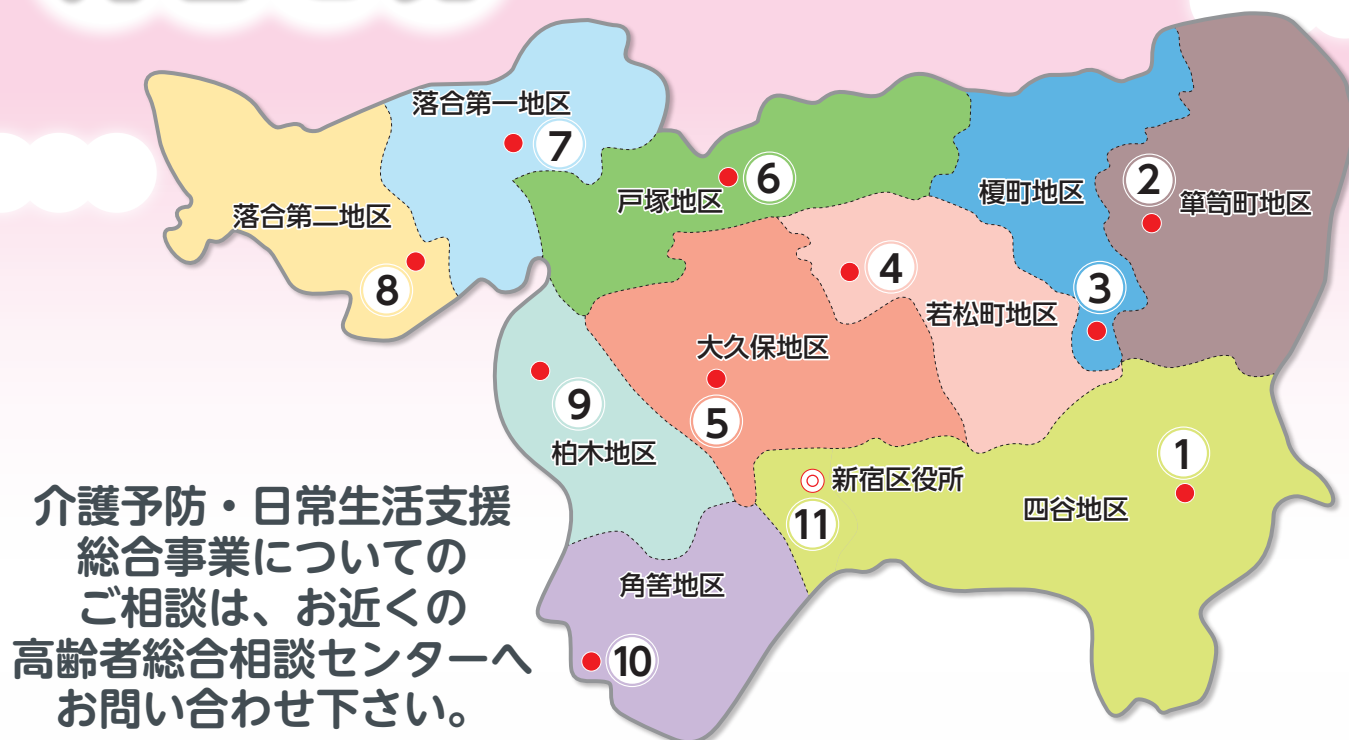 落合第一地区
7
戸塚地区
6
榎町地区
2
簞笥町地区
落合第二地区
8
4
若松町地区
3
大久保地区
5
9
柏木地区
新宿区役所
11
四谷地区
1
角筈地区
10
介護予防・日常生活支援
総合事業についての
ご相談は、お近くの
高齢者総合相談センターへ
お問い合わせ下さい。